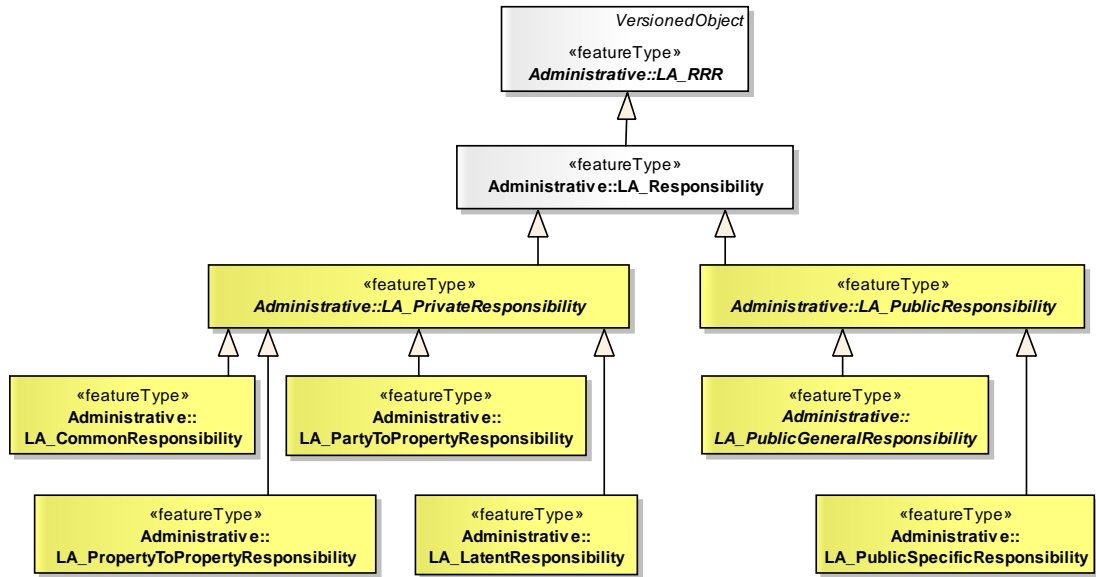 VersionedObject
«featureType»
Administrative::LA_RRR
«featureType»
Administrative::LA_Responsibility
«featureType»
Administrative::LA_PrivateResponsibility
«featureType»
Administrative::LA_PublicResponsibility
«featureType»
Administrative::
LA_CommonResponsibility
«featureType»
Administrative::
LA_PartyToPropertyResponsibility
«featureType»
Administrative::
LA_PublicGeneralResponsibility
«featureType»
Administrative::
LA_PropertyToPropertyResponsibility
«featureType»
Administrative::
LA_LatentResponsibility
«featureType»
Administrative::
LA_PublicSpecificResponsibility